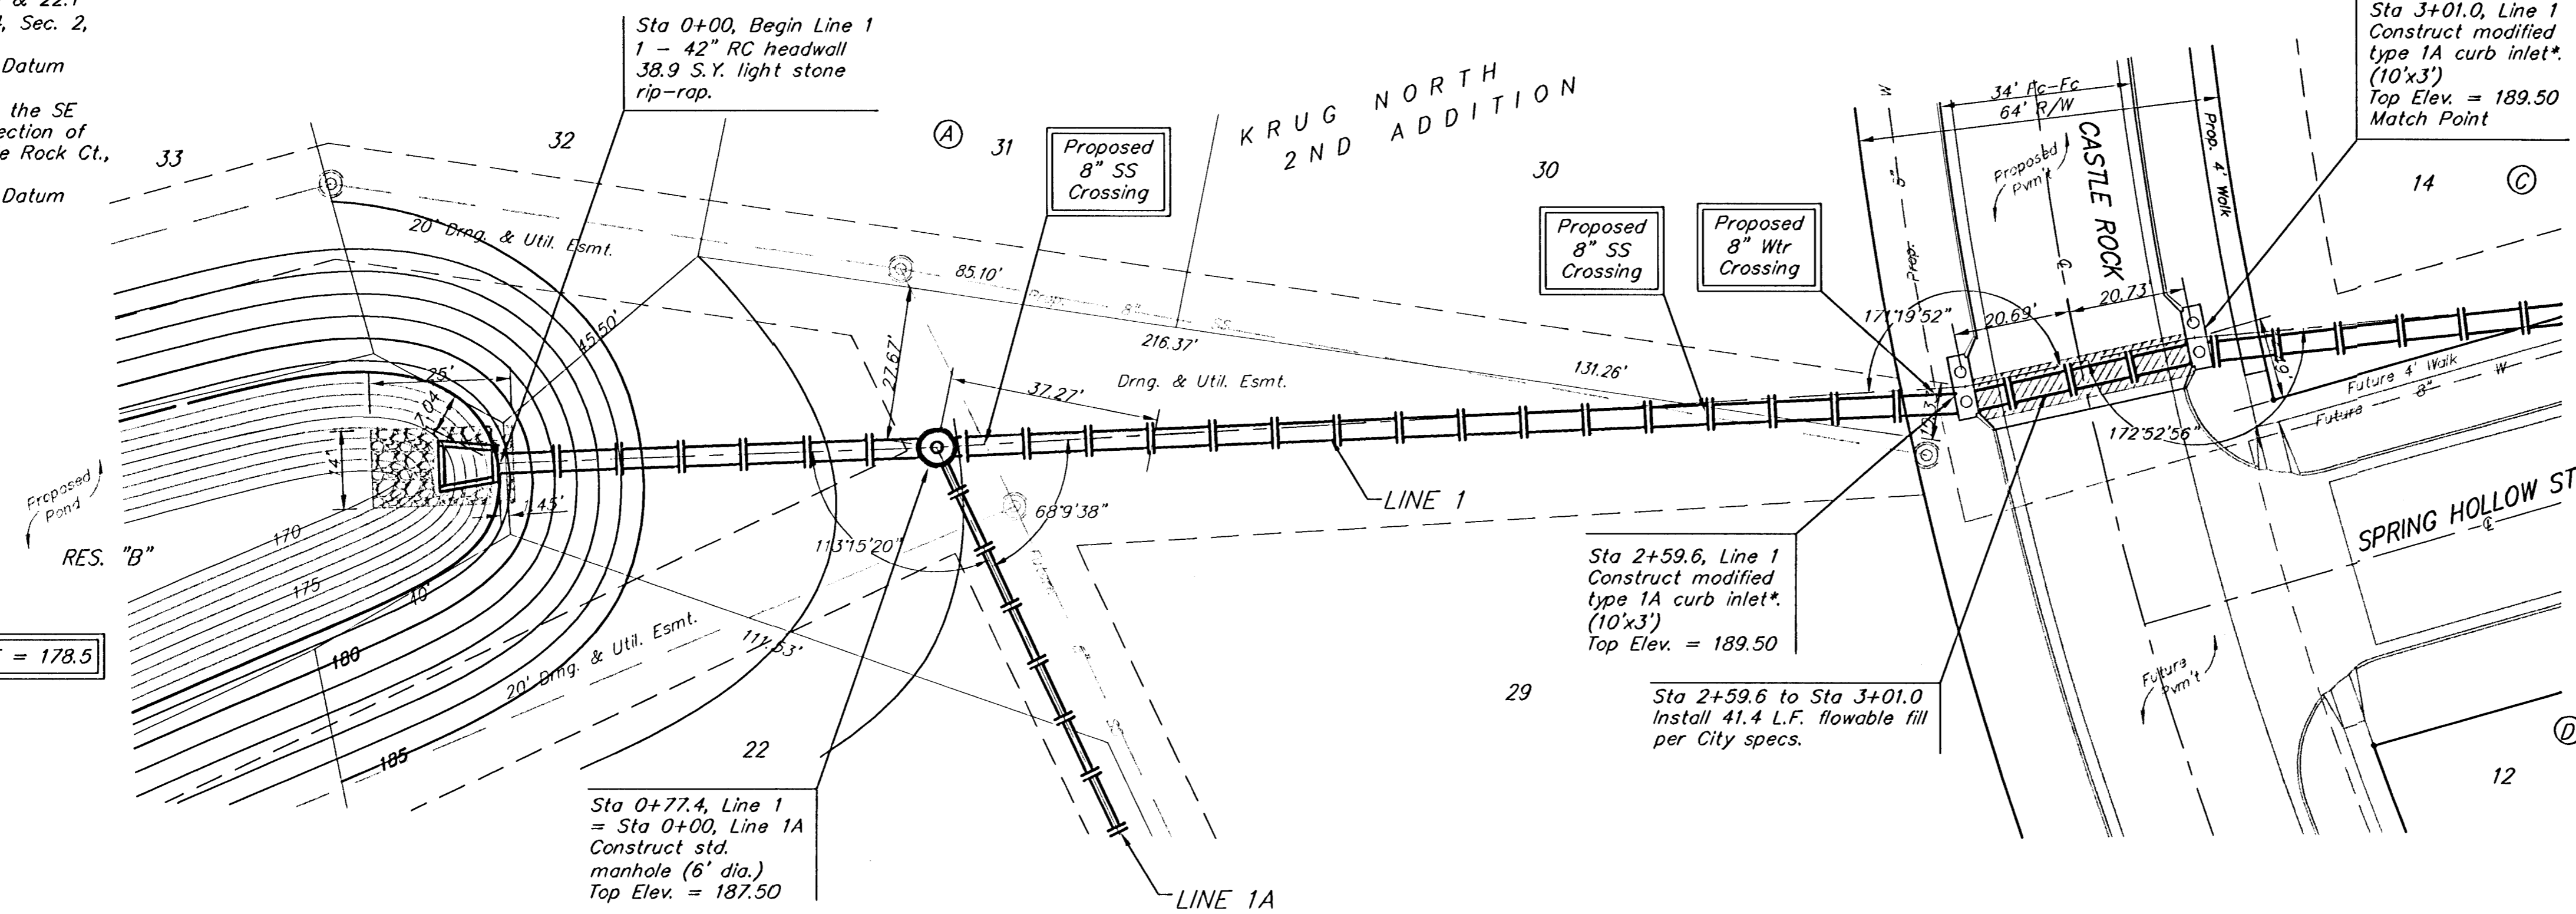 & 22.1
, Sec. 2,
Datum
the SE
ection of
e Rock Ct.,
Datum
Sta 0+00, Begin Line 1
1 - 42" RC headwall
38.9 S.Y. light stone
rip-rap.
KRUG NORTH
2ND ADDITION
Sta 3+01.0, Line 1
Construct modified
type 1A curb inlet*.
(10'x3')
Top Elev. = 189.50
Match Point
33
32
A
31
30
14
C
Proposed
8" SS
Crossing
Proposed
8" SS
Crossing
Proposed
8" Wtr
Crossing
34' Fc-Fc
64' R/W
W
8"
Prop.
Proposed
Pvm't
CASTLE ROCK
Prop. 4' Walk
20' Drng. & Util. Esmt.
85.10'
Prop.
8"
SS
216.37'
131.26'
45.50'
27.67'
37.27'
Drng. & Util. Esmt.
171°19'52"
20.69'
20.73'
25'
7.04'
14'
1.45'
Proposed
Pond
RES. "B"
170
175
40'
180
185
= 178.5
113°15'20"
68°9'38"
LINE 1
111.53'
20' Drng. & Util. Esmt.
172°52'56"
Future 4' Walk
Future
8"
W
SPRING HOLLOW ST
Sta 2+59.6, Line 1
Construct modified
type 1A curb inlet*.
(10'x3')
Top Elev. = 189.50
Sta 2+59.6 to Sta 3+01.0
Install 41.4 L.F. flowable fill
per City specs.
29
Future
Pvm't
D
12
22
Sta 0+77.4, Line 1
= Sta 0+00, Line 1A
Construct std.
manhole (6' dia.)
Top Elev. = 187.50
LINE 1A